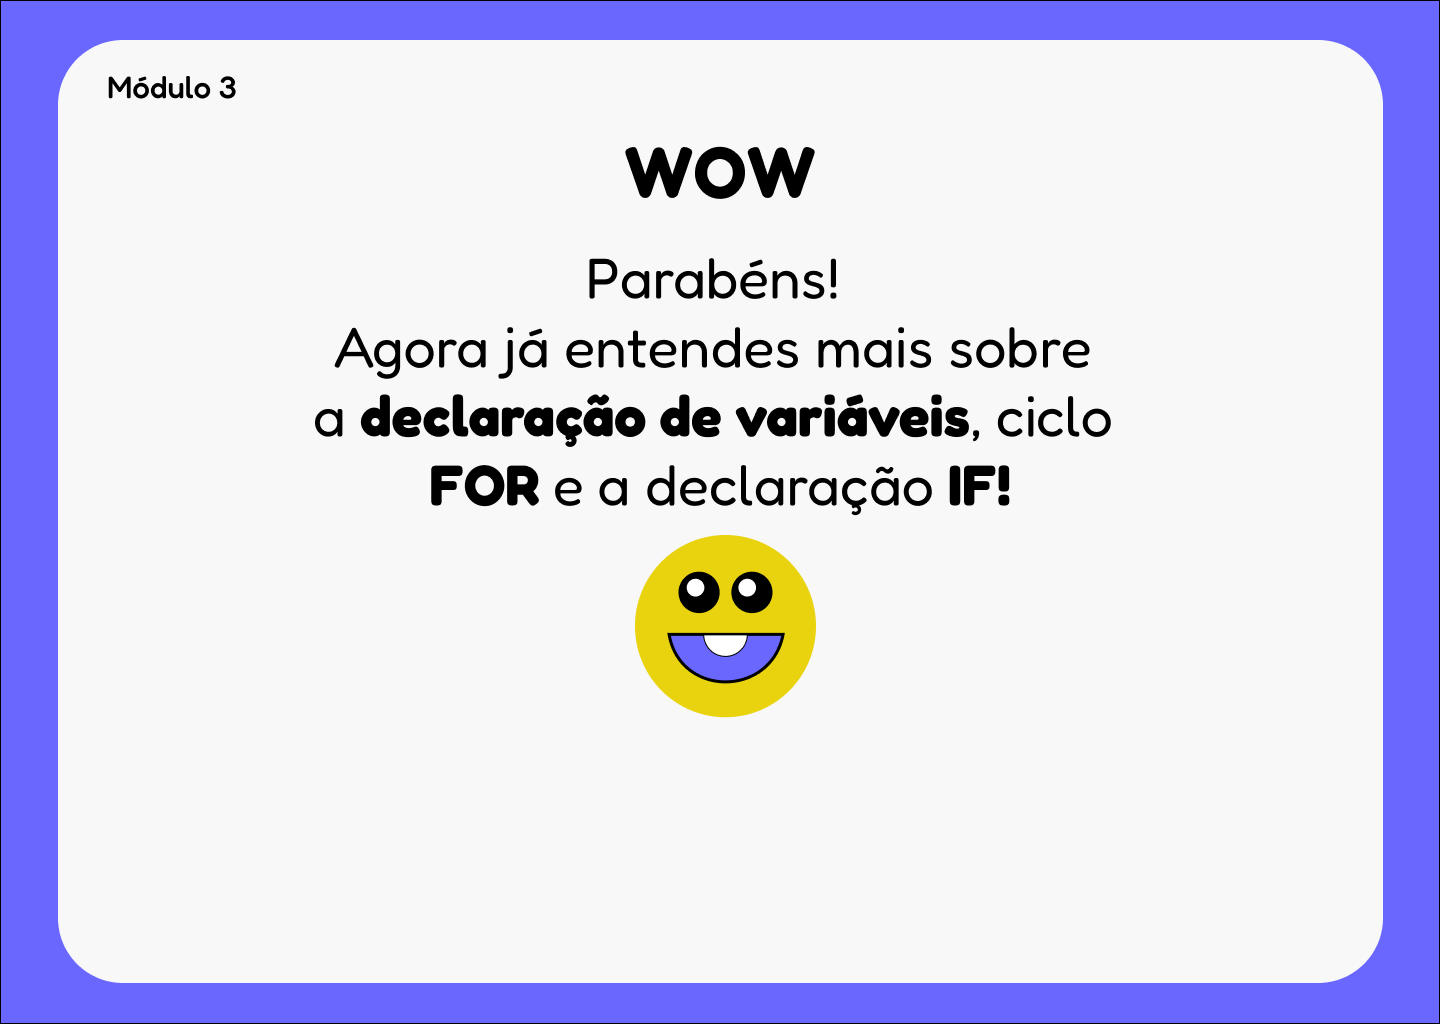 Módulo 3
WOW
Parabéns!
Agora já entendes mais sobre
a declaração de variáveis, ciclo
FOR e a declaração IF!